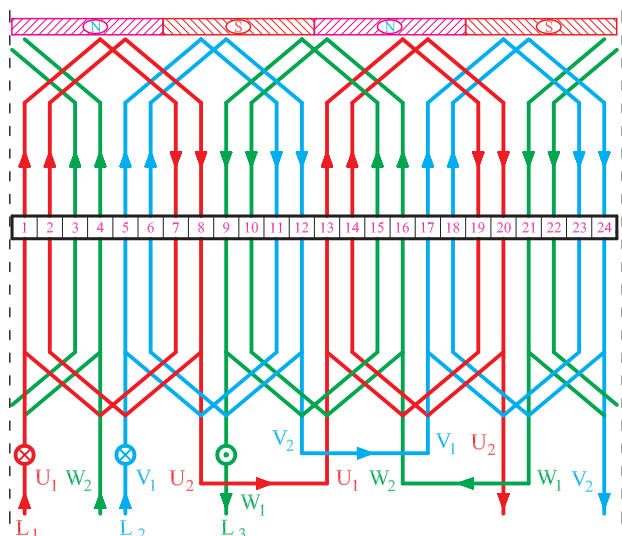 N S N S
1 2 3 4 5 6 7 8 9 10 11 12 13 14 15 16 17 18 19 20 21 22 23 24
V₂ V₁ U₂
U₁ W₂ V₁ U₂ W₁ U₁ W₂ W₁ V₂
L₁ L₂ L₃